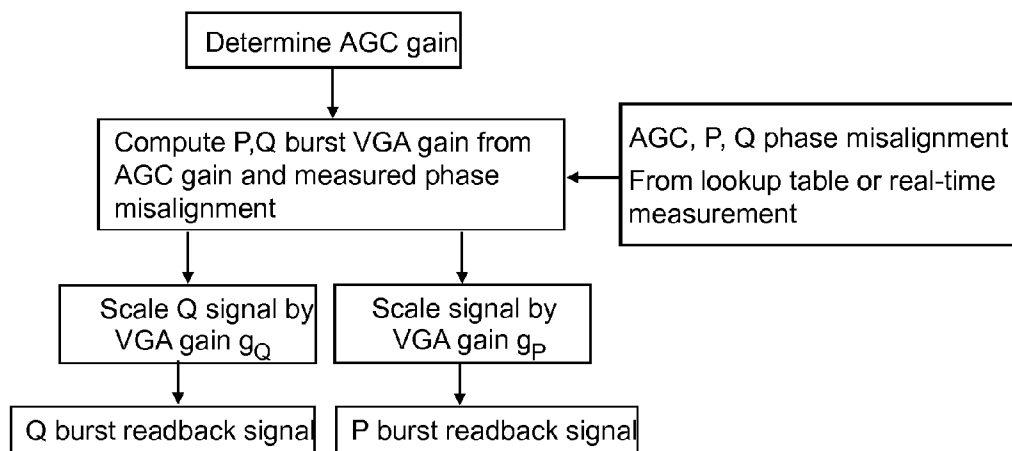 Determine AGC gain
Compute P,Q burst VGA gain from
AGC gain and measured phase
misalignment
AGC, P, Q phase misalignment
From lookup table or real-time
measurement
Scale Q signal by
VGA gain gQ
Scale signal by
VGA gain gP
Q burst readback signal
P burst readback signal